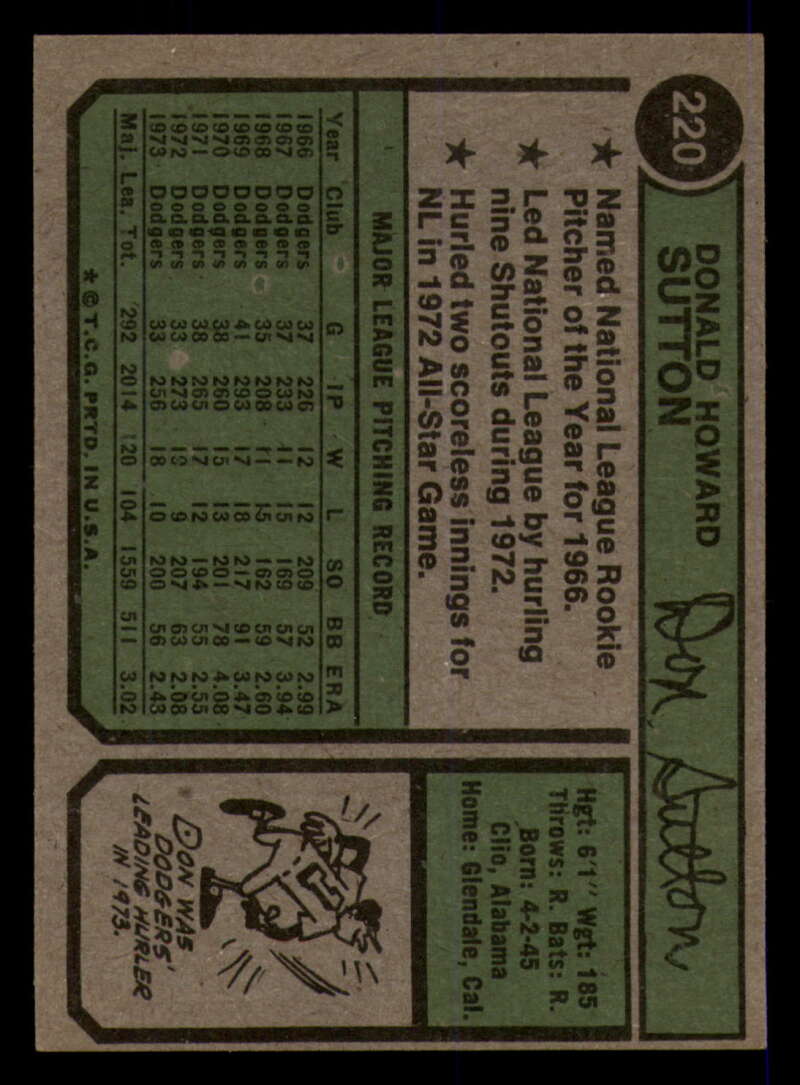 220
DONALD HOWARD
SUTTON
Don Sutton
★ Named National League Rookie
Pitcher of the Year for 1966.
★ Led National League by hurling
nine Shutouts during 1972.
★ Hurled two scoreless innings for
NL in 1972 All-Star Game.
MAJOR LEAGUE PITCHING RECORD
Year Club G IP W L SO BB ERA
1966 Dodgers 37 226 12 12 209 52 2.99
1967 Dodgers 37 233 11 15 169 57 3.94
1968 Dodgers 35 208 11 15 162 59 2.60
1969 Dodgers 41 293 17 18 217 91 3.47
1970 Dodgers 38 260 15 13 201 78 4.08
1971 Dodgers 38 265 17 12 194 55 2.55
1972 Dodgers 33 273 19 9 207 63 2.08
1973 Dodgers 33 256 18 10 200 56 2.43
Maj. Lea. Tot. 292 2014 120 104 1559 511 3.02
* © T.C.G. PRTD. IN U.S.A.
Hgt: 6'1" Wgt: 185
Throws: R. Bats: R.
Born: 4-2-45
Clio, Alabama
Home: Glendale, Cal.
DON WAS
DODGERS'
LEADING HURLER
IN 1973.